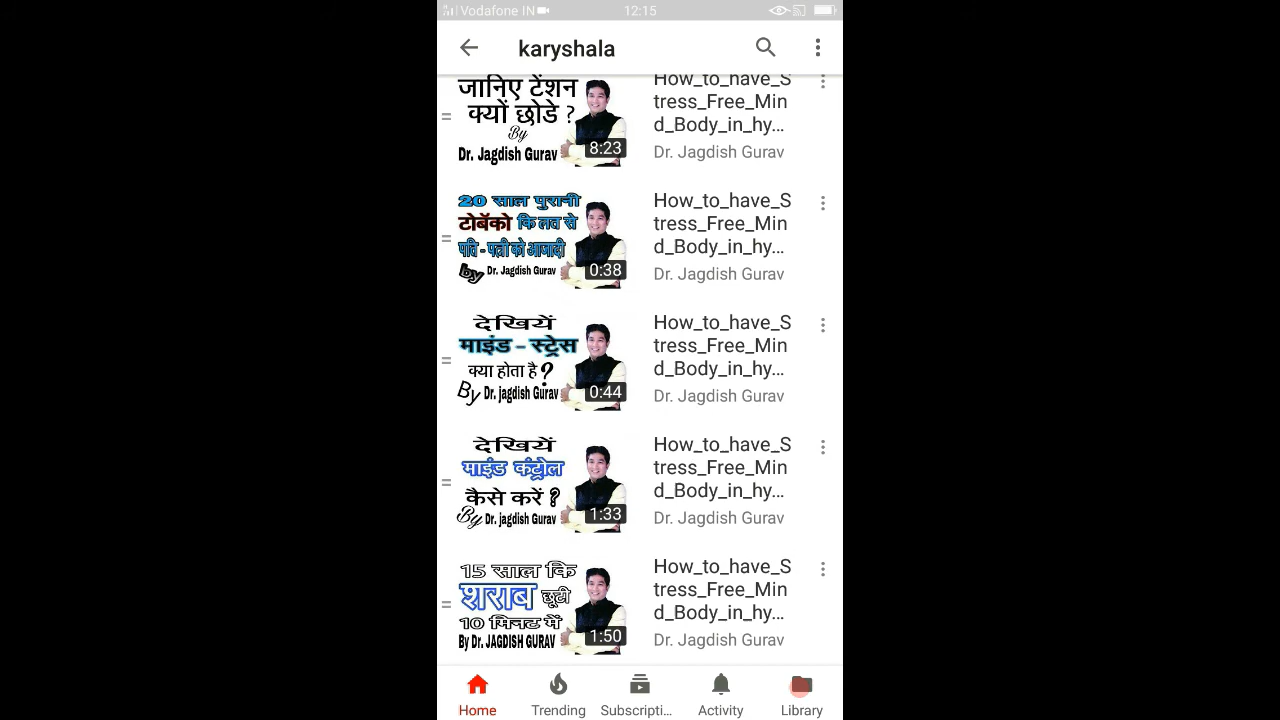 Vodafone IN
12:15
karyshala
जानिए टेंशन
क्यों छोडे ?
By
Dr. Jagdish Gurav
8:23
How_to_have_S
tress_Free_Min
d_Body_in_hy...
Dr. Jagdish Gurav
20 साल पुरानी
टोबॅको कि लत से
पति - पत्नी को आजादी
by Dr. Jagdish Gurav
0:38
How_to_have_S
tress_Free_Min
d_Body_in_hy...
Dr. Jagdish Gurav
देखियें
माइंड - स्ट्रेस
क्या होता है ?
By Dr. jagdish Gurav
0:44
How_to_have_S
tress_Free_Min
d_Body_in_hy...
Dr. Jagdish Gurav
देखियें
माइंड कंट्रोल
कैसे करें ?
By Dr. jagdish Gurav
1:33
How_to_have_S
tress_Free_Min
d_Body_in_hy...
Dr. Jagdish Gurav
15 साल कि
शराब छूटी
10 मिनट में
By Dr. JAGDISH GURAV
1:50
How_to_have_S
tress_Free_Min
d_Body_in_hy...
Dr. Jagdish Gurav
Home Trending Subscripti... Activity Library